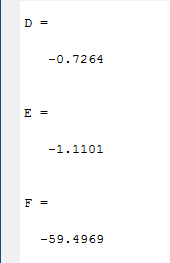 D =
-0.7264
E =
-1.1101
F =
-59.4969